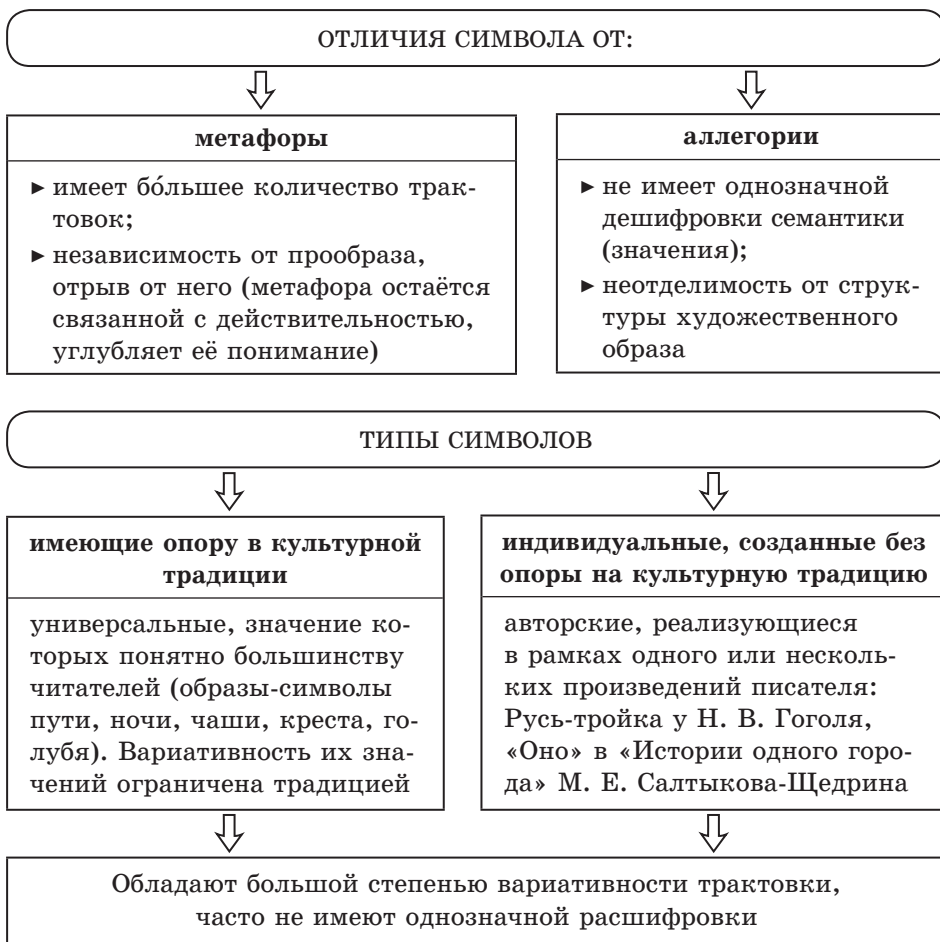 ОТЛИЧИЯ СИМВОЛА ОТ:
метафоры
► имеет бо́льшее количество трак-
товок;
► независимость от прообраза,
отрыв от него (метафора остаётся
связанной с действительностью,
углубляет её понимание)
аллегории
► не имеет однозначной
дешифровки семантики
(значения);
► неотделимость от струк-
туры художественного
образа
ТИПЫ СИМВОЛОВ
имеющие опору в культурной
традиции
универсальные, значение ко-
торых понятно большинству
читателей (образы-символы
пути, ночи, чаши, креста, го-
лубя). Вариативность их зна-
чений ограничена традицией
индивидуальные, созданные без
опоры на культурную традицию
авторские, реализующиеся
в рамках одного или несколь-
ких произведений писателя:
Русь-тройка у Н. В. Гоголя,
«Оно» в «Истории одного горо-
да» М. Е. Салтыкова-Щедрина
Обладают большой степенью вариативности трактовки,
часто не имеют однозначной расшифровки